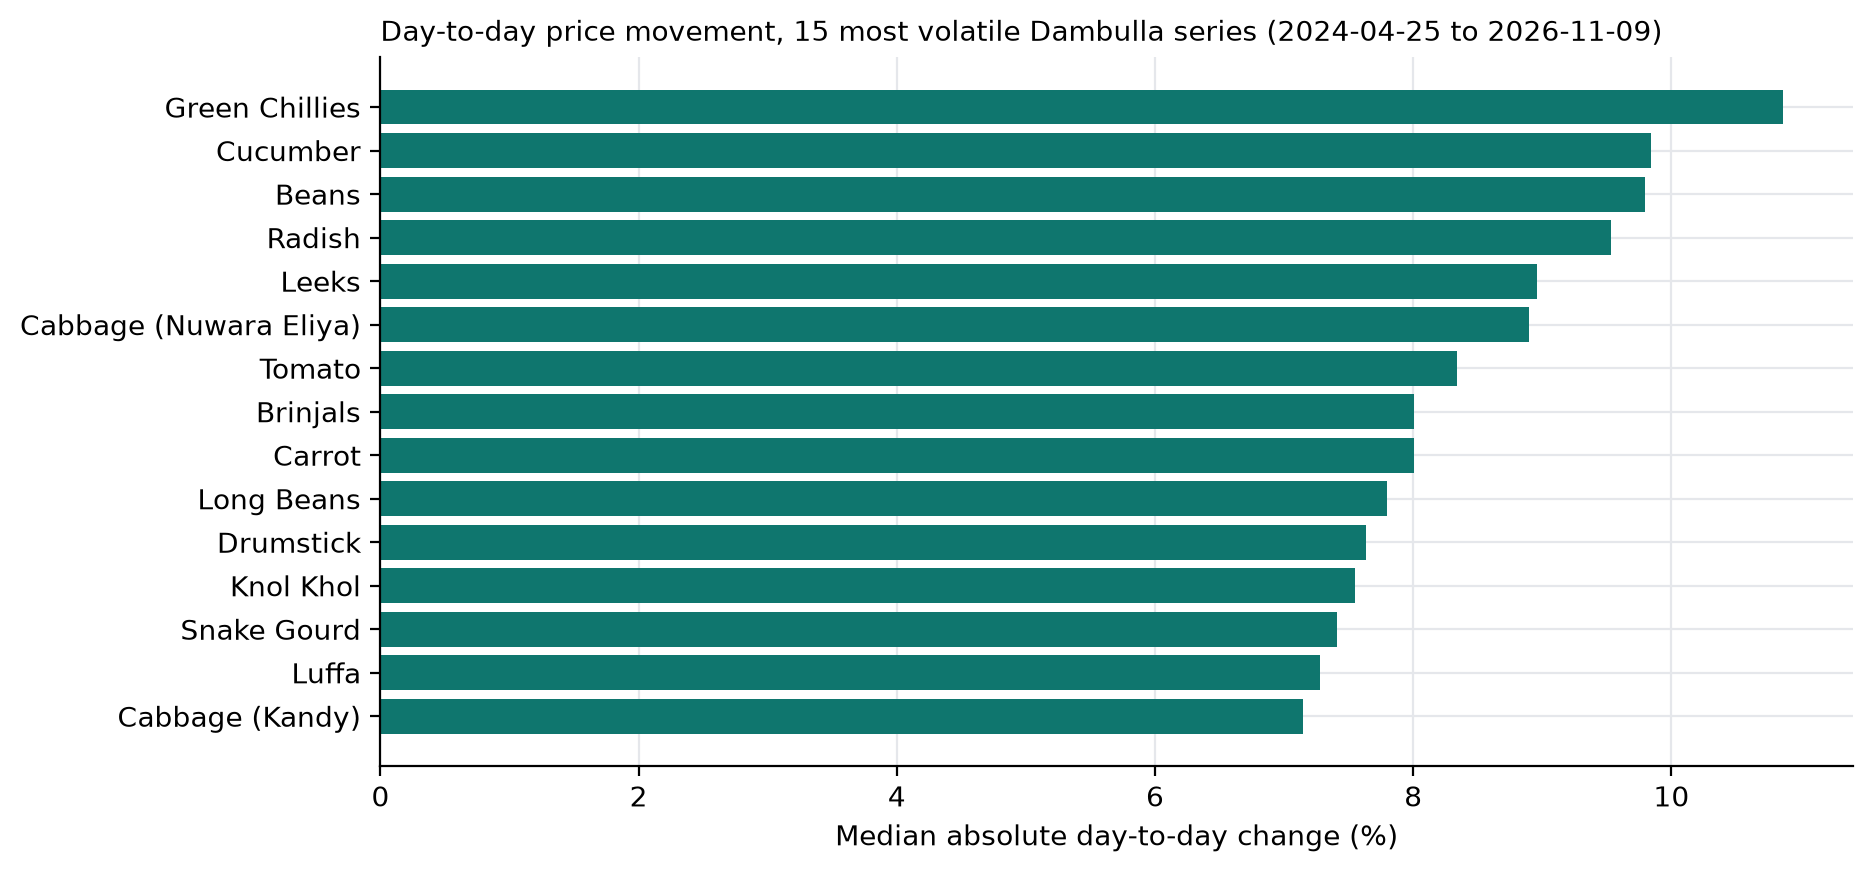 Day-to-day price movement, 15 most volatile Dambulla series (2024-04-25 to 2026-11-09)
Green Chillies
Cucumber
Beans
Radish
Leeks
Cabbage (Nuwara Eliya)
Tomato
Brinjals
Carrot
Long Beans
Drumstick
Knol Khol
Snake Gourd
Luffa
Cabbage (Kandy)
0 2 4 6 8 10
Median absolute day-to-day change (%)